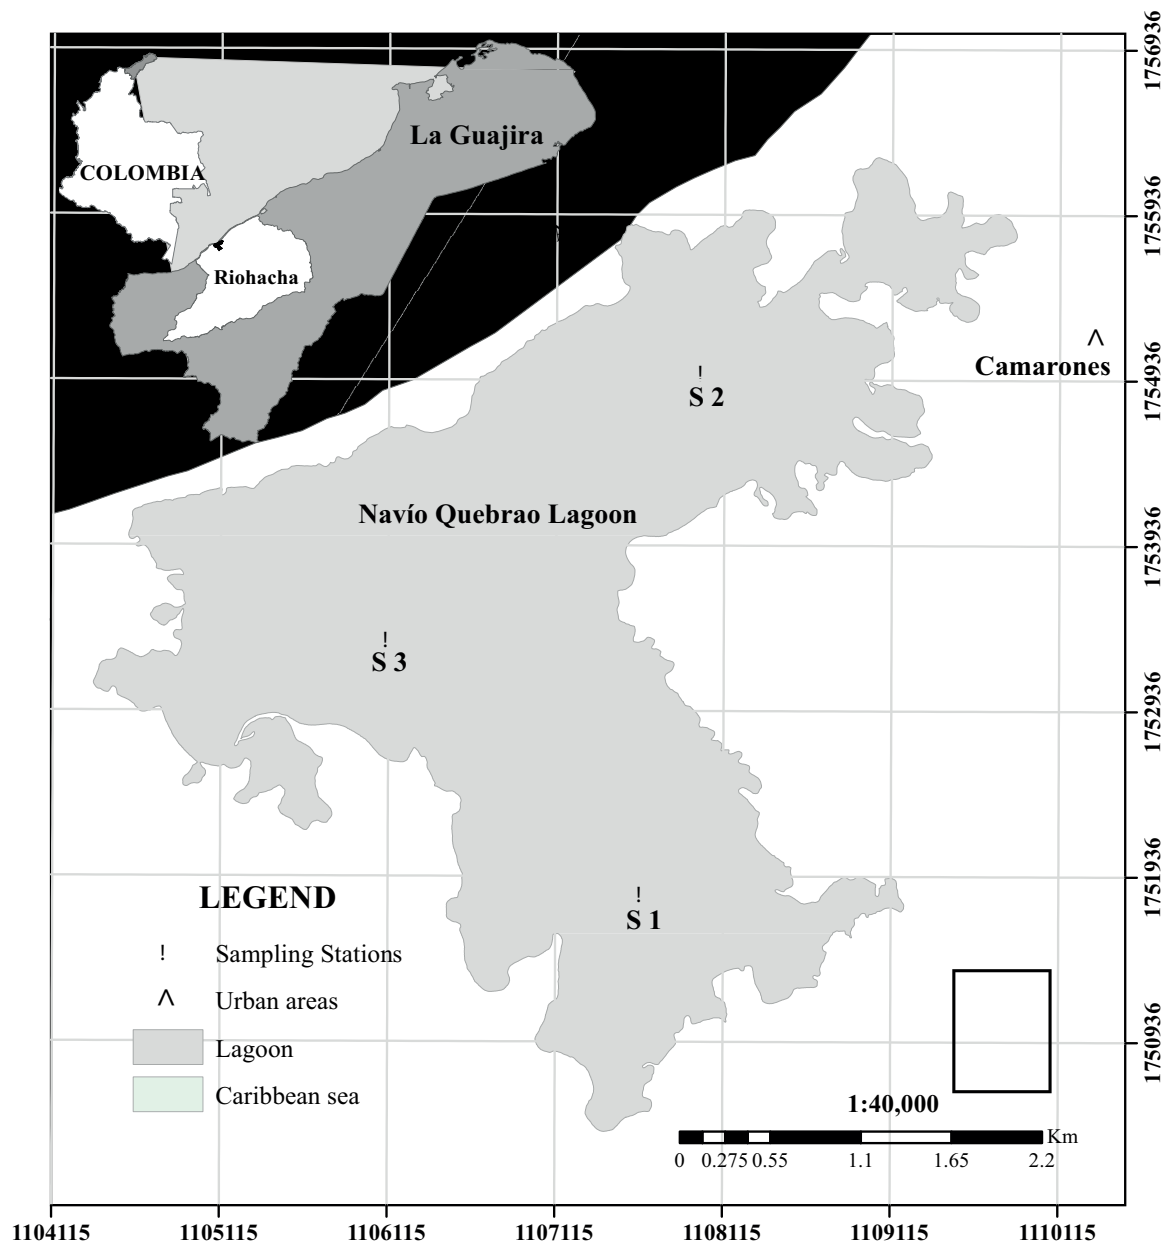 La Guajira
COLOMBIA
Riohacha
Camarones
^
!
S 2
Navío Quebrao Lagoon
!
S 3
!
S 1
LEGEND
! Sampling Stations
^ Urban areas
Lagoon
Caribbean sea
1:40,000
Km
0 0.275 0.55 1.1 1.65 2.2
1756936
1755936
1754936
1753936
1752936
1751936
1750936
1104115 1105115 1106115 1107115 1108115 1109115 1110115